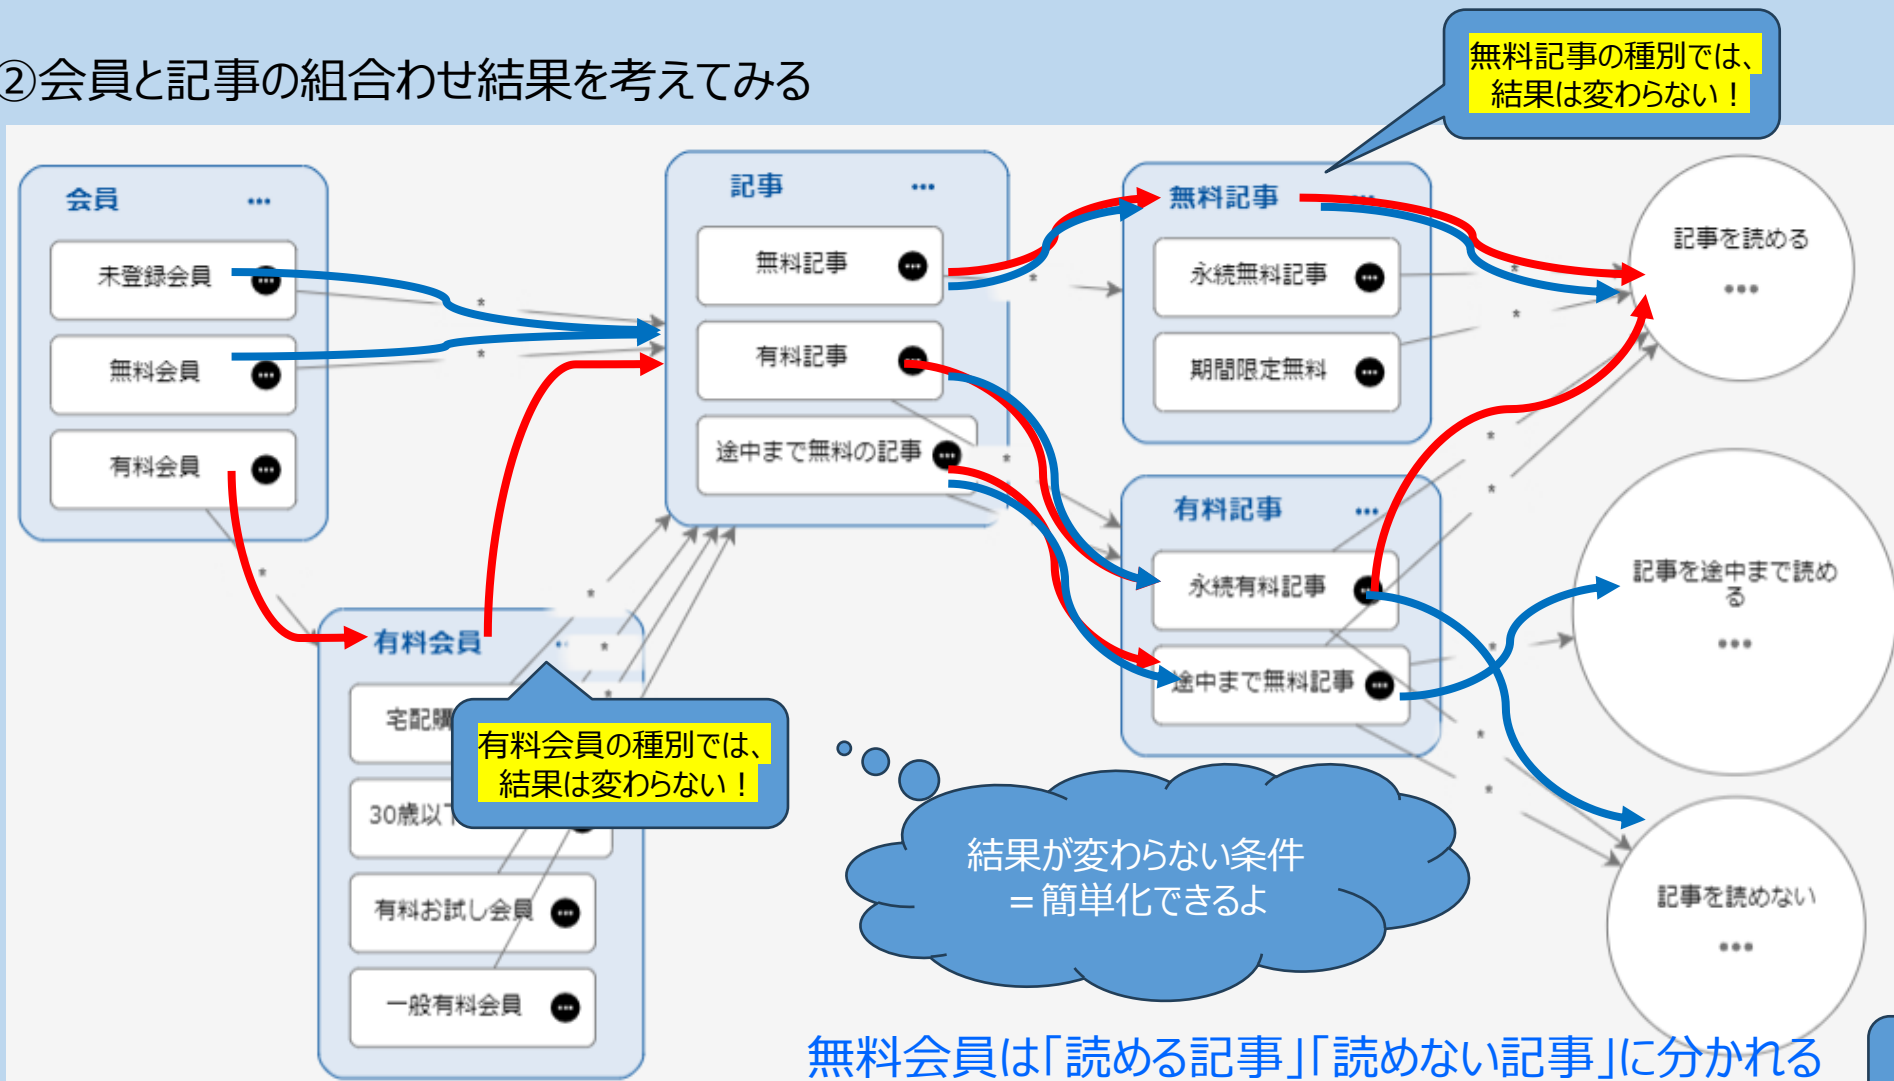 ②会員と記事の組合わせ結果を考えてみる
無料記事の種別では、
結果は変わらない！
会員
未登録会員
無料会員
有料会員
記事
無料記事
有料記事
途中まで無料の記事
無料記事
永続無料記事
期間限定無料
有料記事
永続有料記事
途中まで無料記事
記事を読める
記事を途中まで読め
る
記事を読めない
有料会員
宅配購
30歳以下
有料お試し会員
一般有料会員
有料会員の種別では、
結果は変わらない！
結果が変わらない条件
＝簡単化できるよ
無料会員は「読める記事」「読めない記事」に分かれる